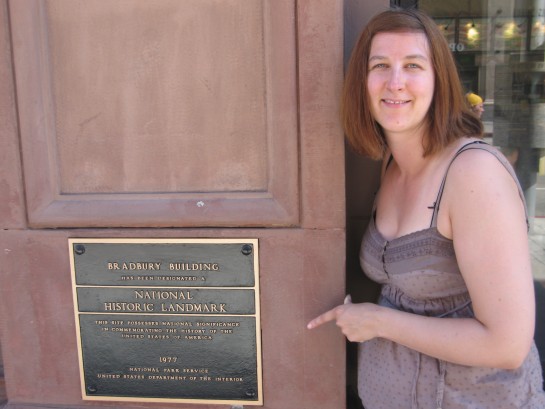 BRADBURY BUILDING
HAS BEEN DESIGNATED A
NATIONAL
HISTORIC LANDMARK
THIS SITE POSSESSES NATIONAL SIGNIFICANCE
IN COMMEMORATING THE HISTORY OF THE
UNITED STATES OF AMERICA
1977
NATIONAL PARK SERVICE
UNITED STATES DEPARTMENT OF THE INTERIOR